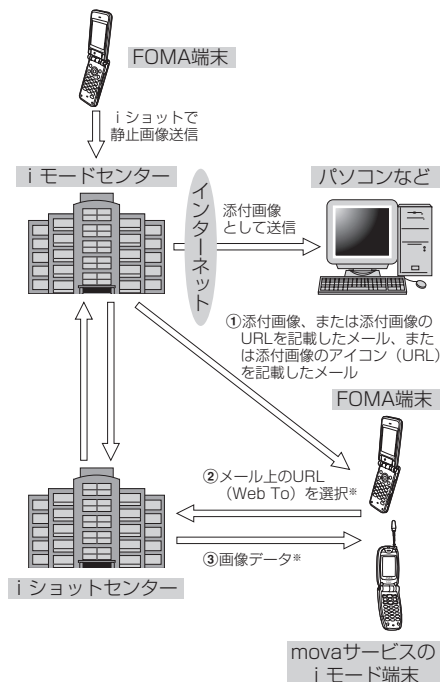 FOMA端末
iショットで
静止画像送信
iモードセンター
インターネット
添付画像
として送信
パソコンなど
①添付画像、または添付画像の
URLを記載したメール、また
は添付画像のアイコン（URL）
を記載したメール
FOMA端末
②メール上のURL
（Web To）を選択※
③画像データ※
iショットセンター
movaサービスの
iモード端末